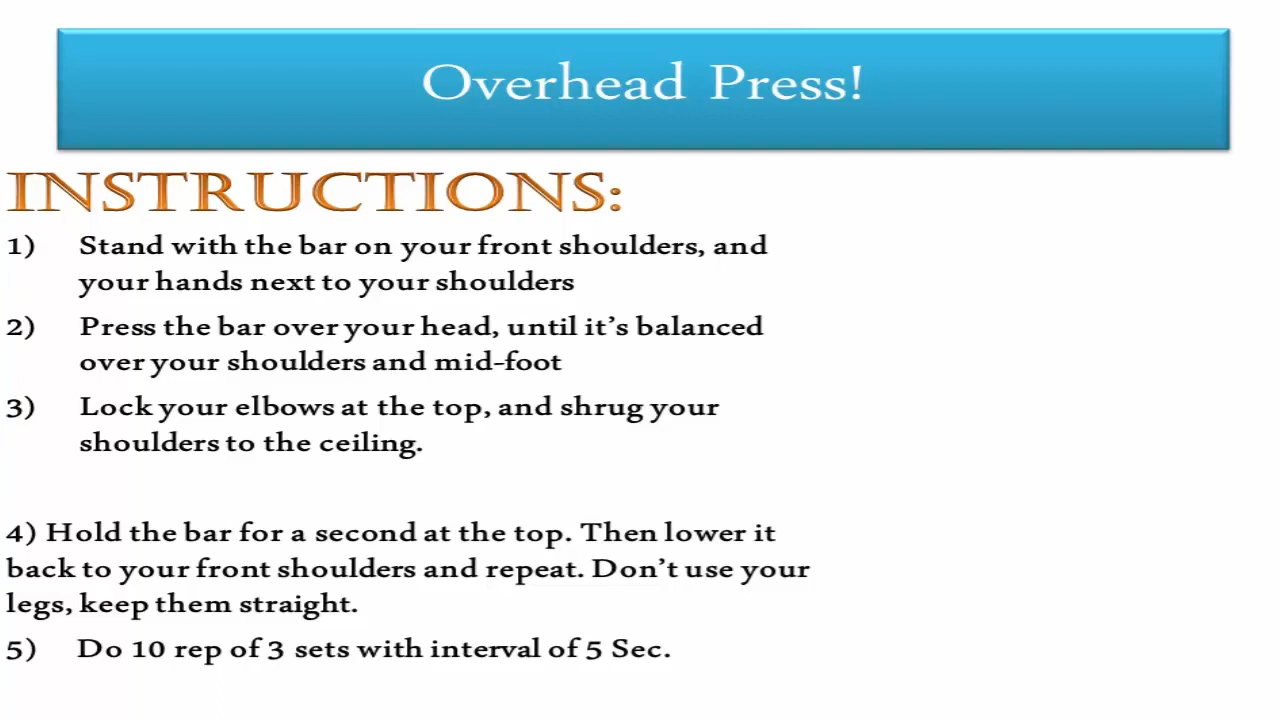 Overhead Press!
INSTRUCTIONS:
1) Stand with the bar on your front shoulders, and
your hands next to your shoulders
2) Press the bar over your head, until it’s balanced
over your shoulders and mid-foot
3) Lock your elbows at the top, and shrug your
shoulders to the ceiling.
4) Hold the bar for a second at the top. Then lower it
back to your front shoulders and repeat. Don’t use your
legs, keep them straight.
5) Do 10 rep of 3 sets with interval of 5 Sec.